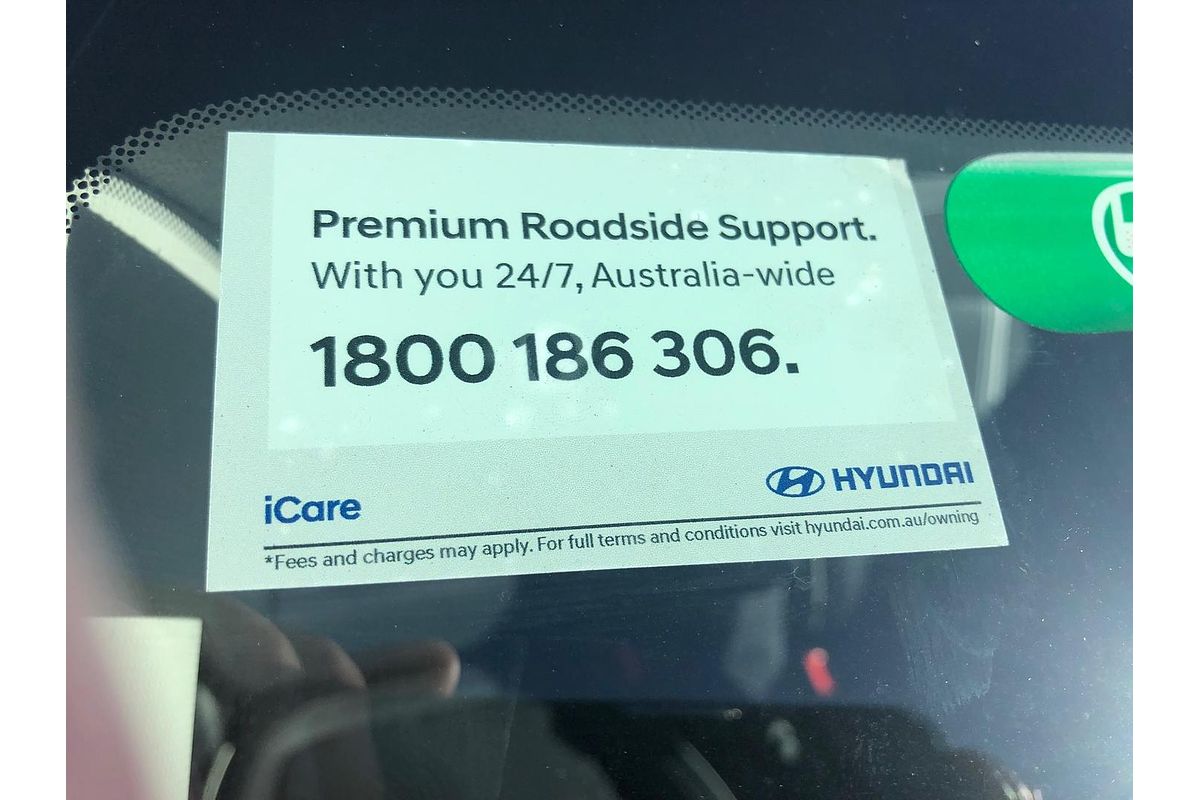 Premium Roadside Support.
With you 24/7, Australia-wide
1800 186 306.
iCare
HYUNDAI
*Fees and charges may apply. For full terms and conditions visit hyundai.com.au/owning